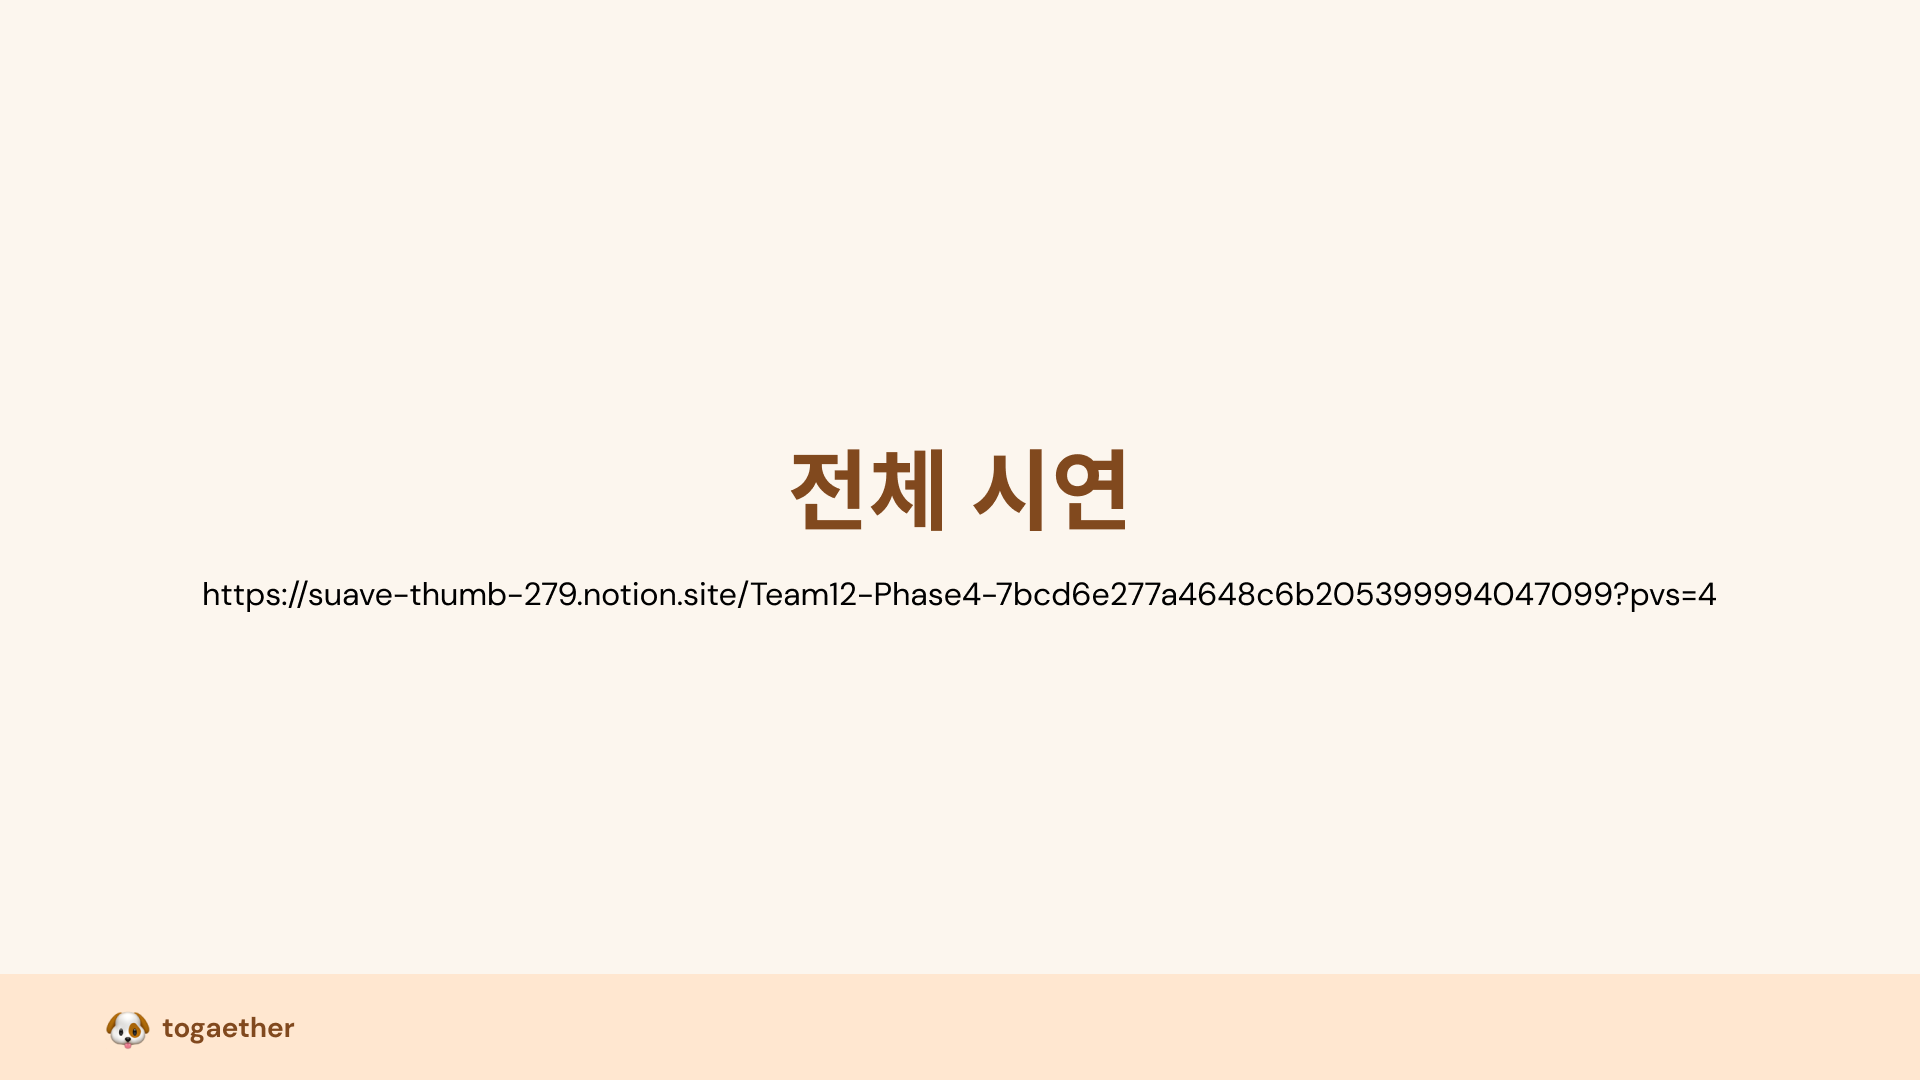 전체 시연
https://suave-thumb-279.notion.site/Team12-Phase4-7bcd6e277a4648c6b205399994047099?pvs=4
togaether